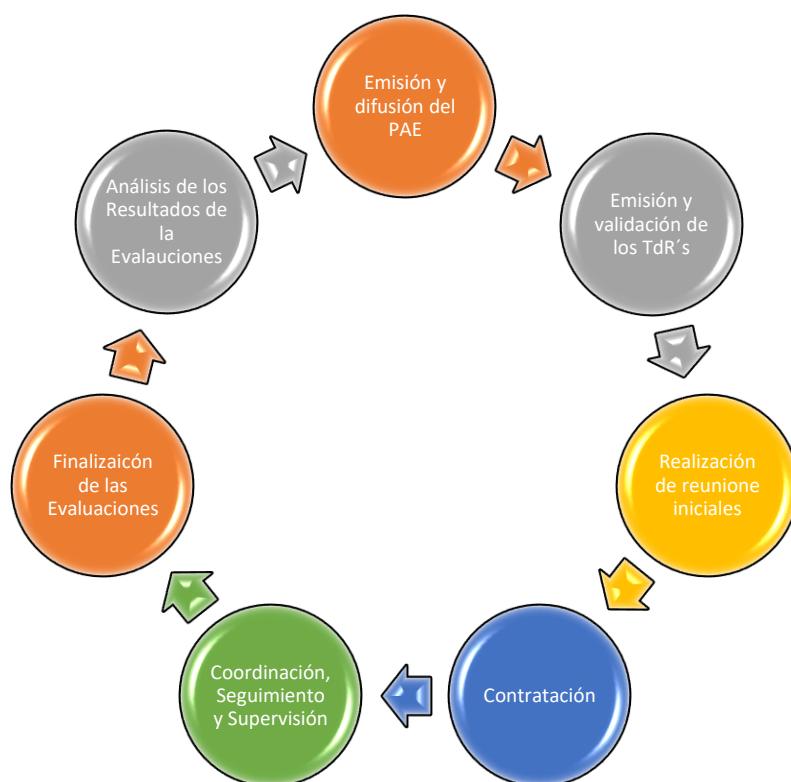 Emisión y
difusión del
PAE
Emisión y
validación de
los TdR´s
Realización
de reunione
iniciales
Contratación
Coordinación,
Seguimiento
y Supervisión
Finalizaicón
de las
Evaluaciones
Análisis de los
Resultados de
la
Evalauciones